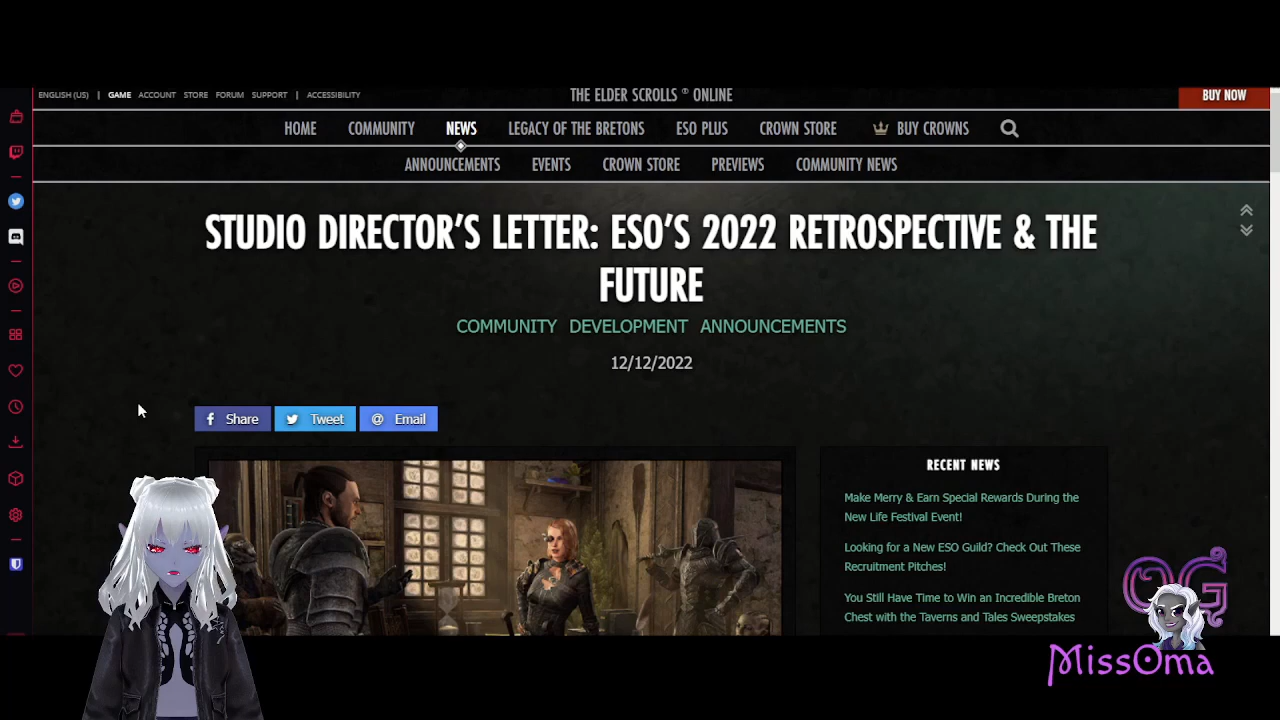 ENGLISH (US) | GAME ACCOUNT STORE FORUM SUPPORT | ACCESSIBILITY
THE ELDER SCROLLS ® ONLINE
BUY NOW
HOME COMMUNITY NEWS LEGACY OF THE BRETONS ESO PLUS CROWN STORE BUY CROWNS
ANNOUNCEMENTS EVENTS CROWN STORE PREVIEWS COMMUNITY NEWS
STUDIO DIRECTOR'S LETTER: ESO'S 2022 RETROSPECTIVE & THE
FUTURE
COMMUNITY DEVELOPMENT ANNOUNCEMENTS
12/12/2022
Share Tweet @ Email
RECENT NEWS
Make Merry & Earn Special Rewards During the
New Life Festival Event!
Looking for a New ESO Guild? Check Out These
Recruitment Pitches!
You Still Have Time to Win an Incredible Breton
Chest with the Taverns and Tales Sweepstakes
OG
MissOma